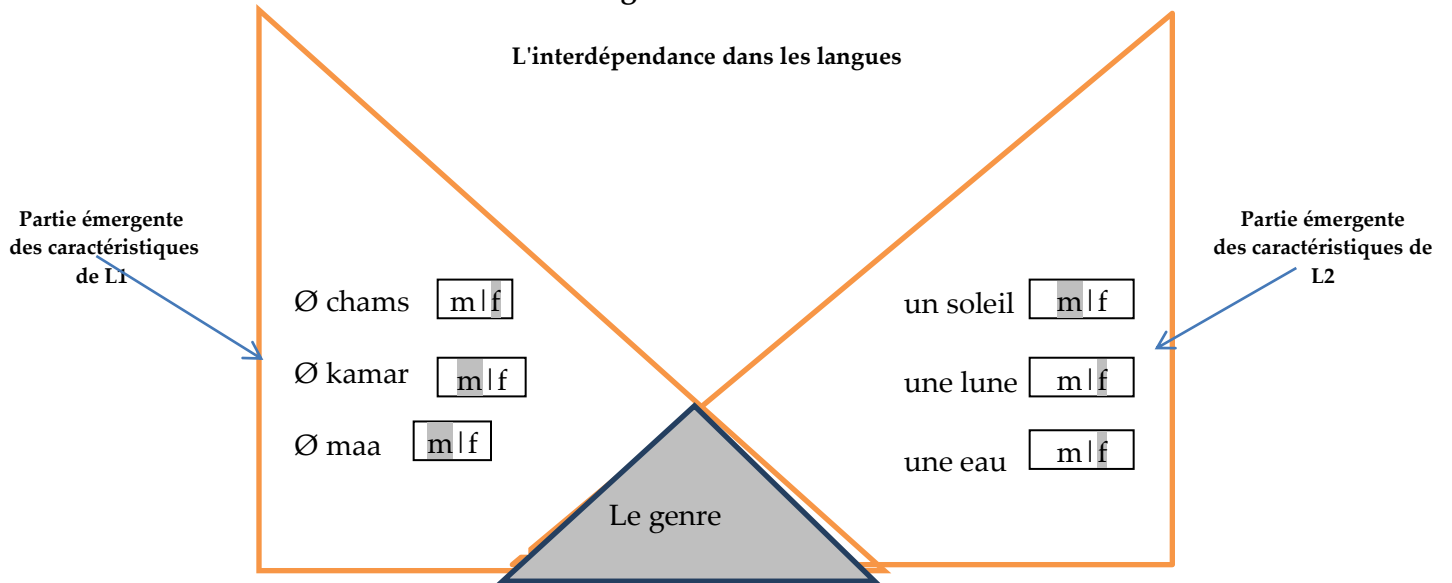 L'interdépendance dans les langues
Partie émergente
des caractéristiques
de L1
Ø chams m|f
Ø kamar m|f
Ø maa m|f
un soleil m|f
une lune m|f
une eau m|f
Partie émergente
des caractéristiques de
L2
Le genre